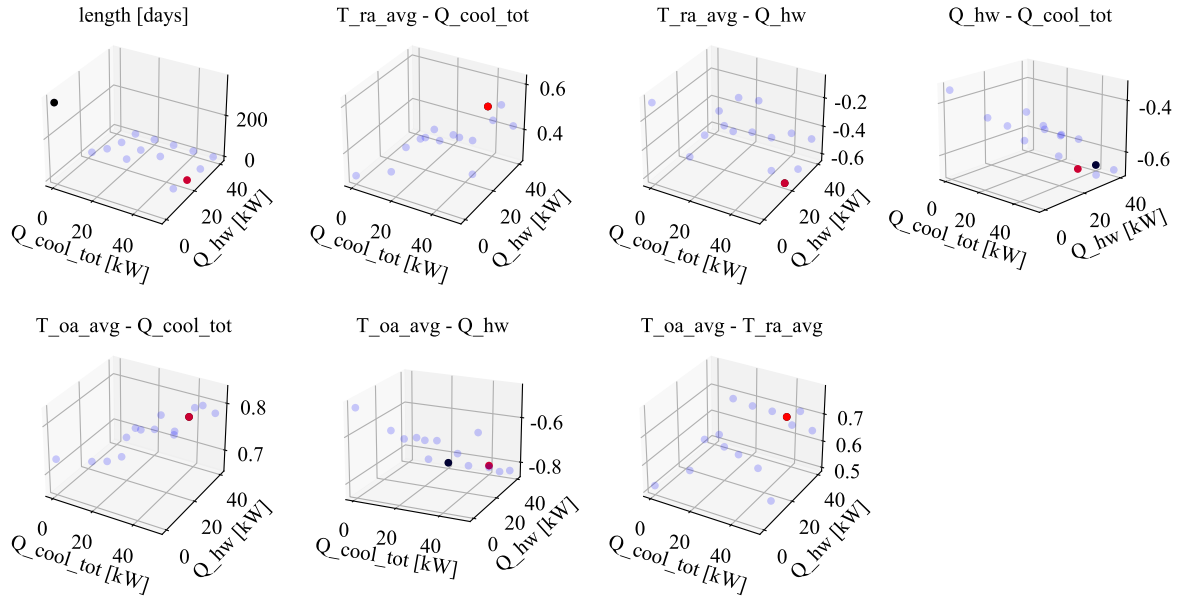 length [days]
T_ra_avg - Q_cool_tot
T_ra_avg - Q_hw
Q_hw - Q_cool_tot
200
0
0
20
40
Q_cool_tot [kW]
0
20
40
Q_hw [kW]
0.6
0.4
0
20
40
Q_cool_tot [kW]
0
20
40
Q_hw [kW]
-0.2
-0.4
-0.6
0
20
40
Q_cool_tot [kW]
0
20
40
Q_hw [kW]
-0.4
-0.6
0
20
40
Q_cool_tot [kW]
0
20
40
Q_hw [kW]
T_oa_avg - Q_cool_tot
T_oa_avg - Q_hw
T_oa_avg - T_ra_avg
0.8
0.7
0
20
40
Q_cool_tot [kW]
0
20
40
Q_hw [kW]
-0.6
-0.8
0
20
40
Q_cool_tot [kW]
0
20
40
Q_hw [kW]
0.7
0.6
0.5
0
20
40
Q_cool_tot [kW]
0
20
40
Q_hw [kW]